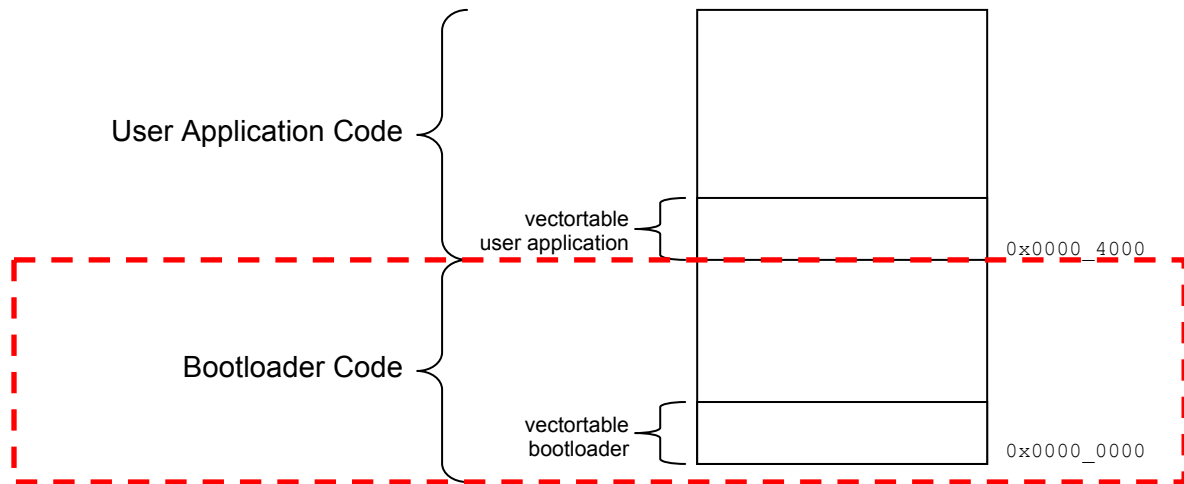 User Application Code
vectortable
user application
0x0000_4000
Bootloader Code
vectortable
bootloader
0x0000_0000